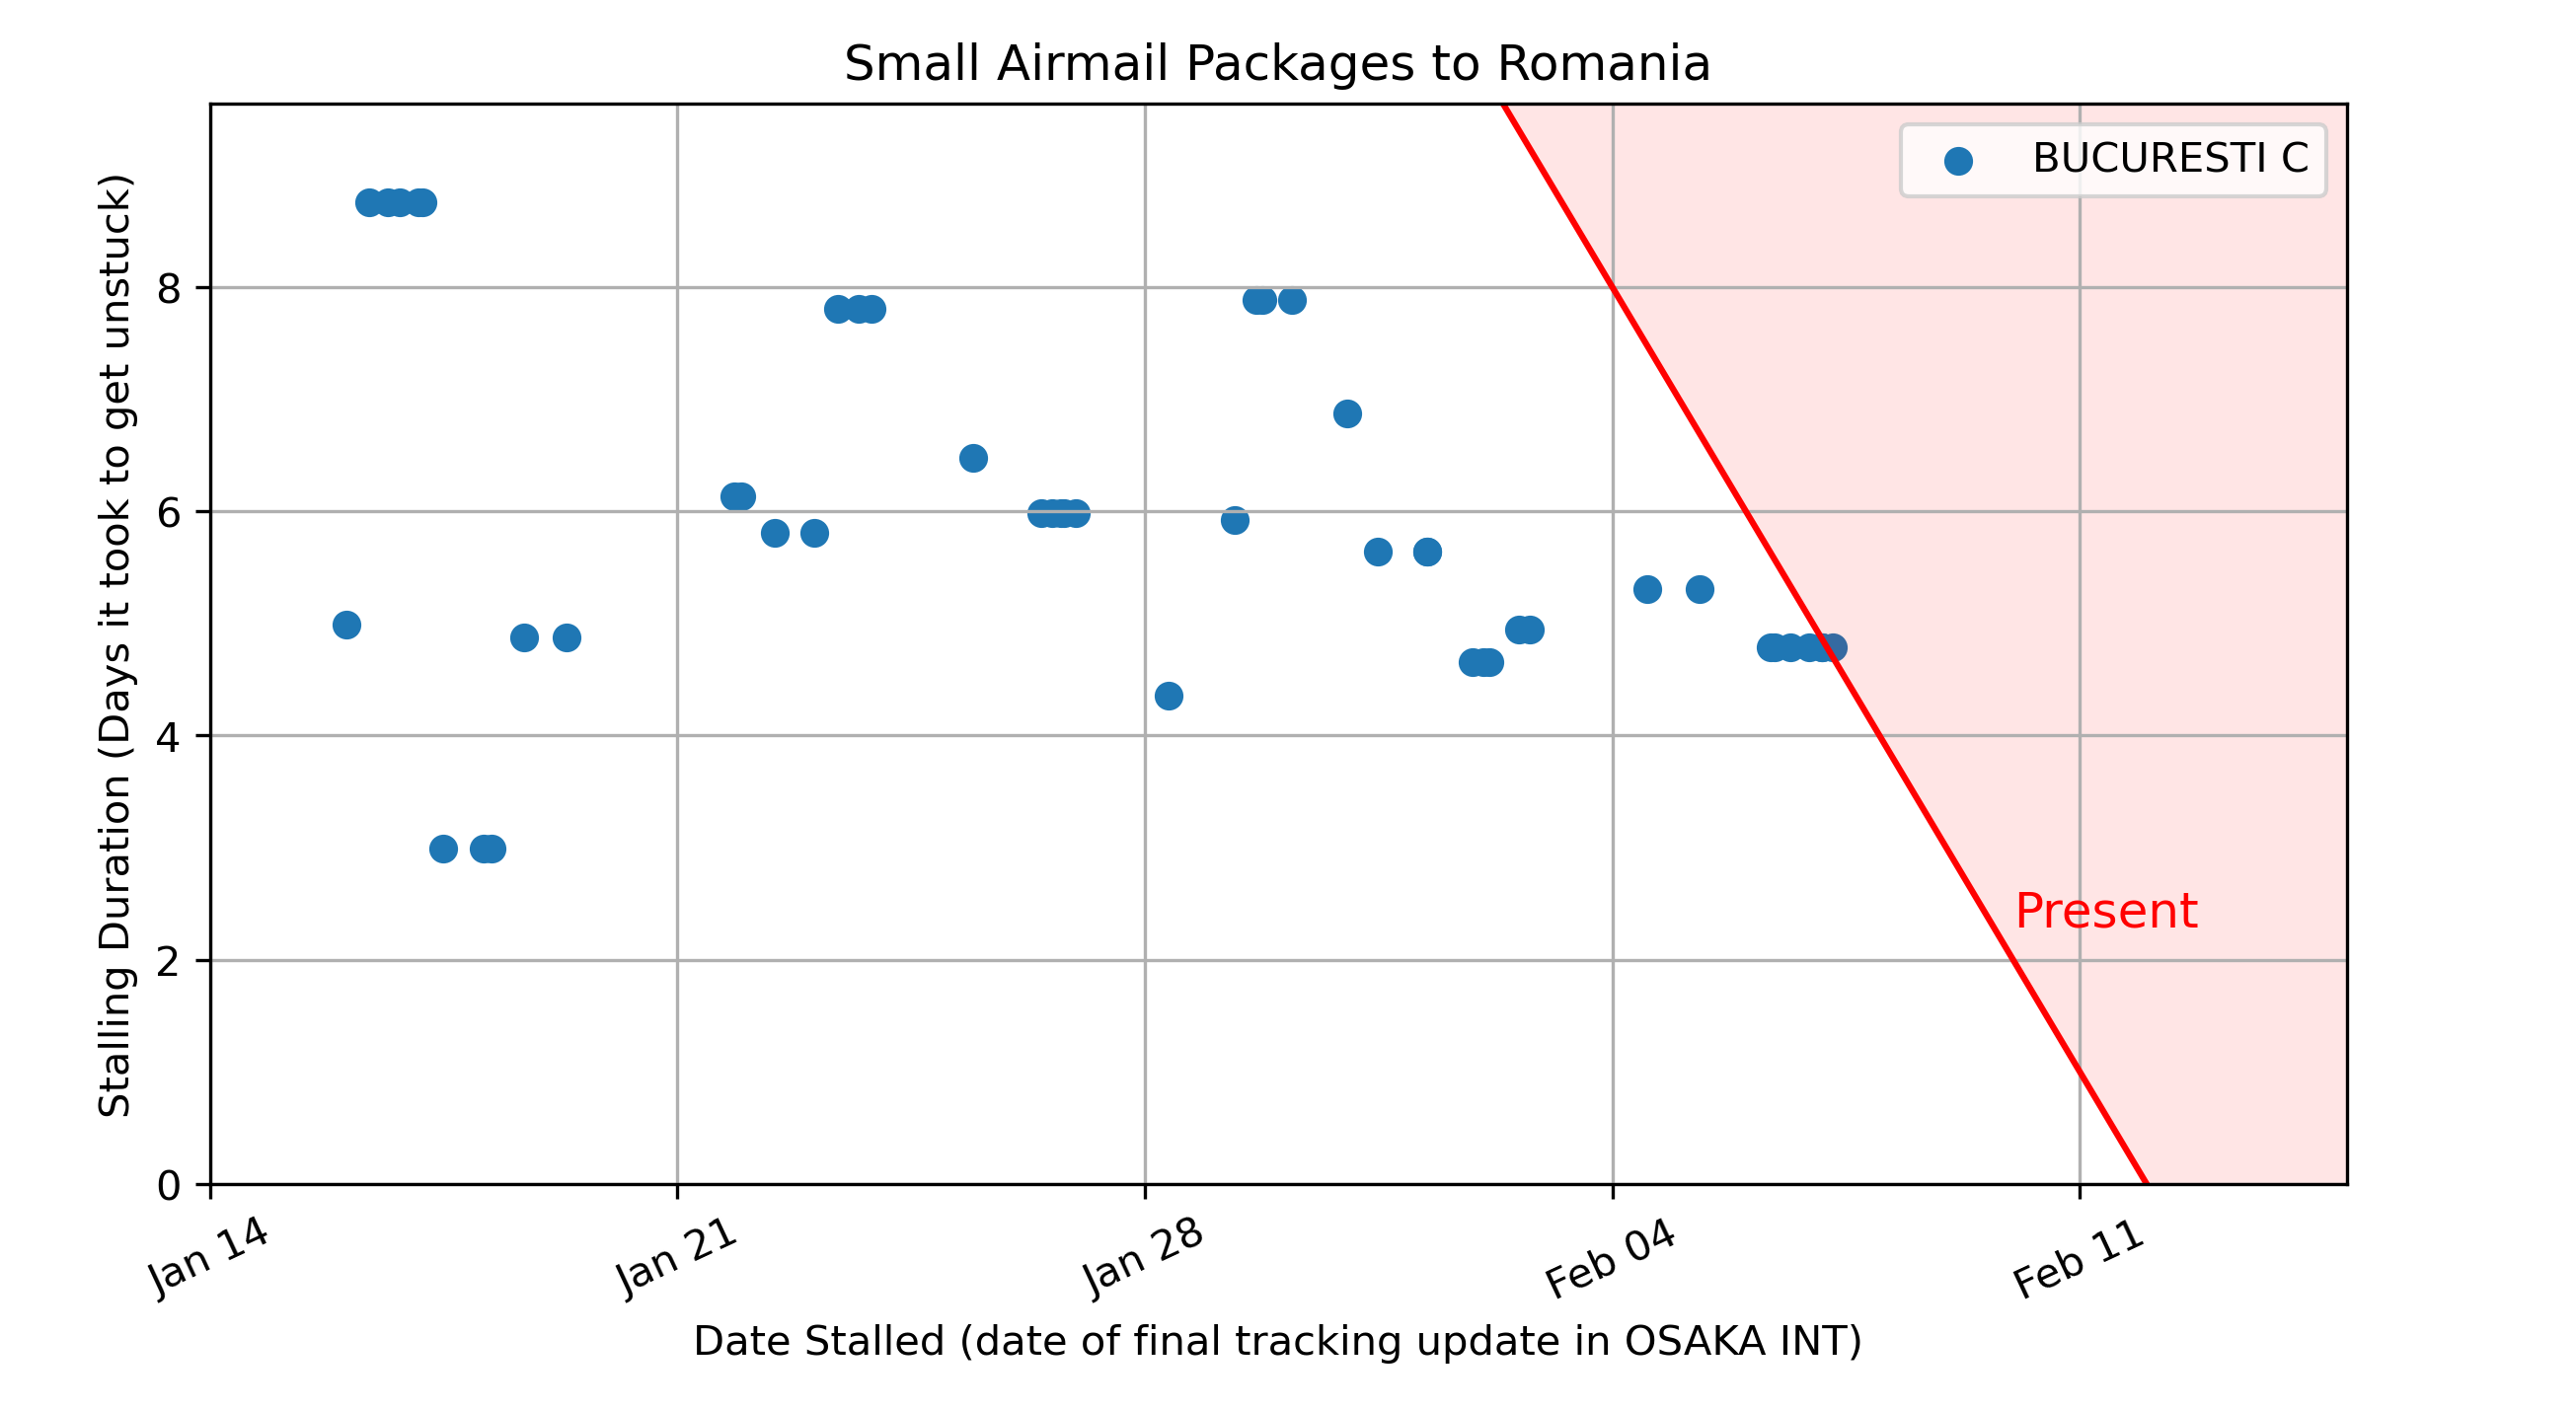 Small Airmail Packages to Romania
BUCURESTI C
Stalling Duration (Days it took to get unstuck)
8
6
4
2
0
Present
Jan 14
Jan 21
Jan 28
Feb 04
Feb 11
Date Stalled (date of final tracking update in OSAKA INT)